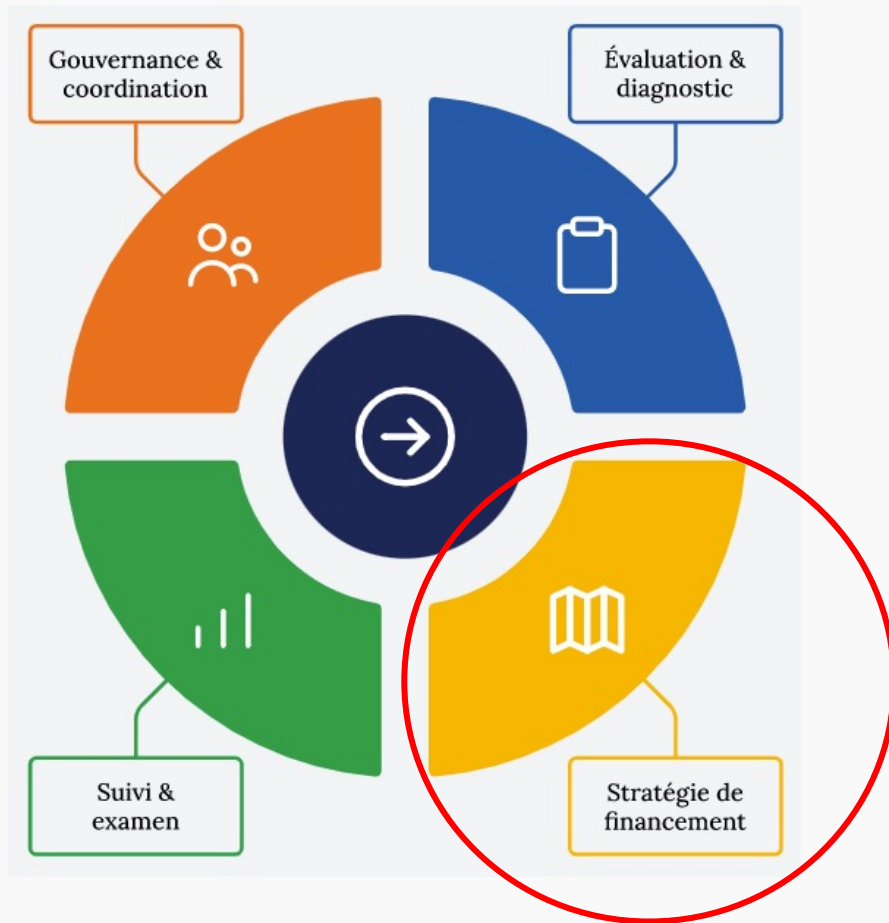 Gouvernance &
coordination
Évaluation &
diagnostic
Suivi &
examen
Stratégie de
financement